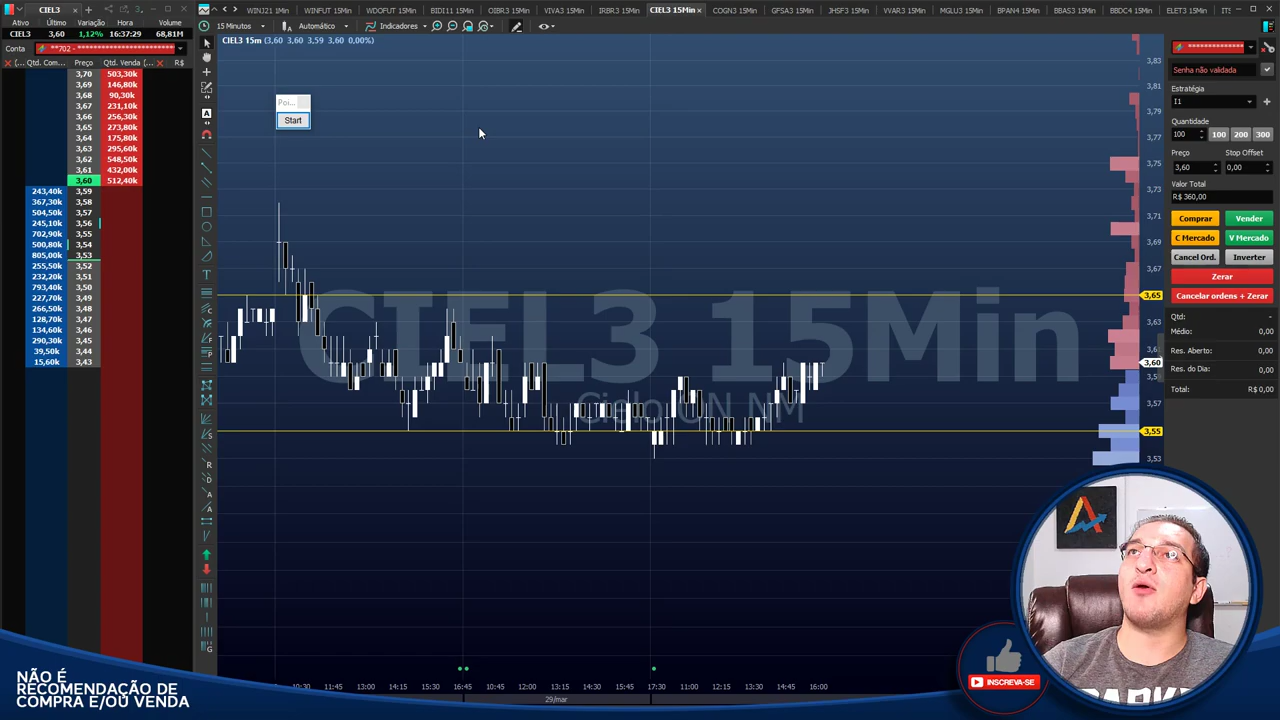 CIEL3
WINJ21 15Min
WINFUT 15Min
WDOFUT 15Min
BIDI11 15Min
OIBR3 15Min
VIVA3 15Min
IRBR3 15Min
CIEL3 15Min
COGN3 15Min
GFSA3 15Min
JHSF3 15Min
VVAR3 15Min
MGLU3 15Min
BPAN4 15Min
BBAS3 15Min
BBDC4 15Min
ELET3 15Min
Ativo Último Variação Hora Volume
CIEL3 3,60 1,12% 16:37:29 68,81M
Conta **702 - ********************
Qtd. Com... Preço Qtd. Venda (... R$
3,70 503,30k
3,69 146,80k
3,68 90,30k
3,67 231,10k
3,66 256,30k
3,65 273,80k
3,64 175,80k
3,63 295,60k
3,62 548,50k
3,61 432,00k
3,60 512,40k
243,40k 3,59
367,30k 3,58
504,50k 3,57
245,10k 3,56
702,90k 3,55
500,80k 3,54
805,00k 3,53
255,50k 3,52
232,20k 3,51
793,40k 3,50
227,70k 3,49
266,50k 3,48
128,70k 3,47
134,60k 3,46
290,30k 3,45
39,50k 3,44
15,60k 3,43
15 Minutos Automático Indicadores
CIEL3 15m (3,60 3,60 3,59 3,60 0,00%)
Poi...
Start
CIEL3 15Min
Cielo ON NM
3,83
3,81
3,79
3,77
3,75
3,73
3,71
3,69
3,67
3,65
3,63
3,60
3,59
3,57
3,55
3,53
10:30 11:45 13:00 14:15 16:45 10:45 12:00 13:15 14:30 15:45 17:30 11:00 12:15 13:30 14:45 16:00
29/mar
Senha não validada
Estratégia
I1
Quantidade
100 100 200 300
Preço Stop Offset
3,60 0,00
Valor Total
R$ 360,00
Comprar Vender
C Mercado V Mercado
Cancel Ord. Inverter
Zerar
Cancelar ordens + Zerar
Qtd: -
Médio: 0,00
Res. Aberto: 0,00
Res. do Dia: 0,00
Total: R$ 0,00
NÃO É
RECOMENDAÇÃO DE
COMPRA E/OU VENDA
INSCREVA-SE